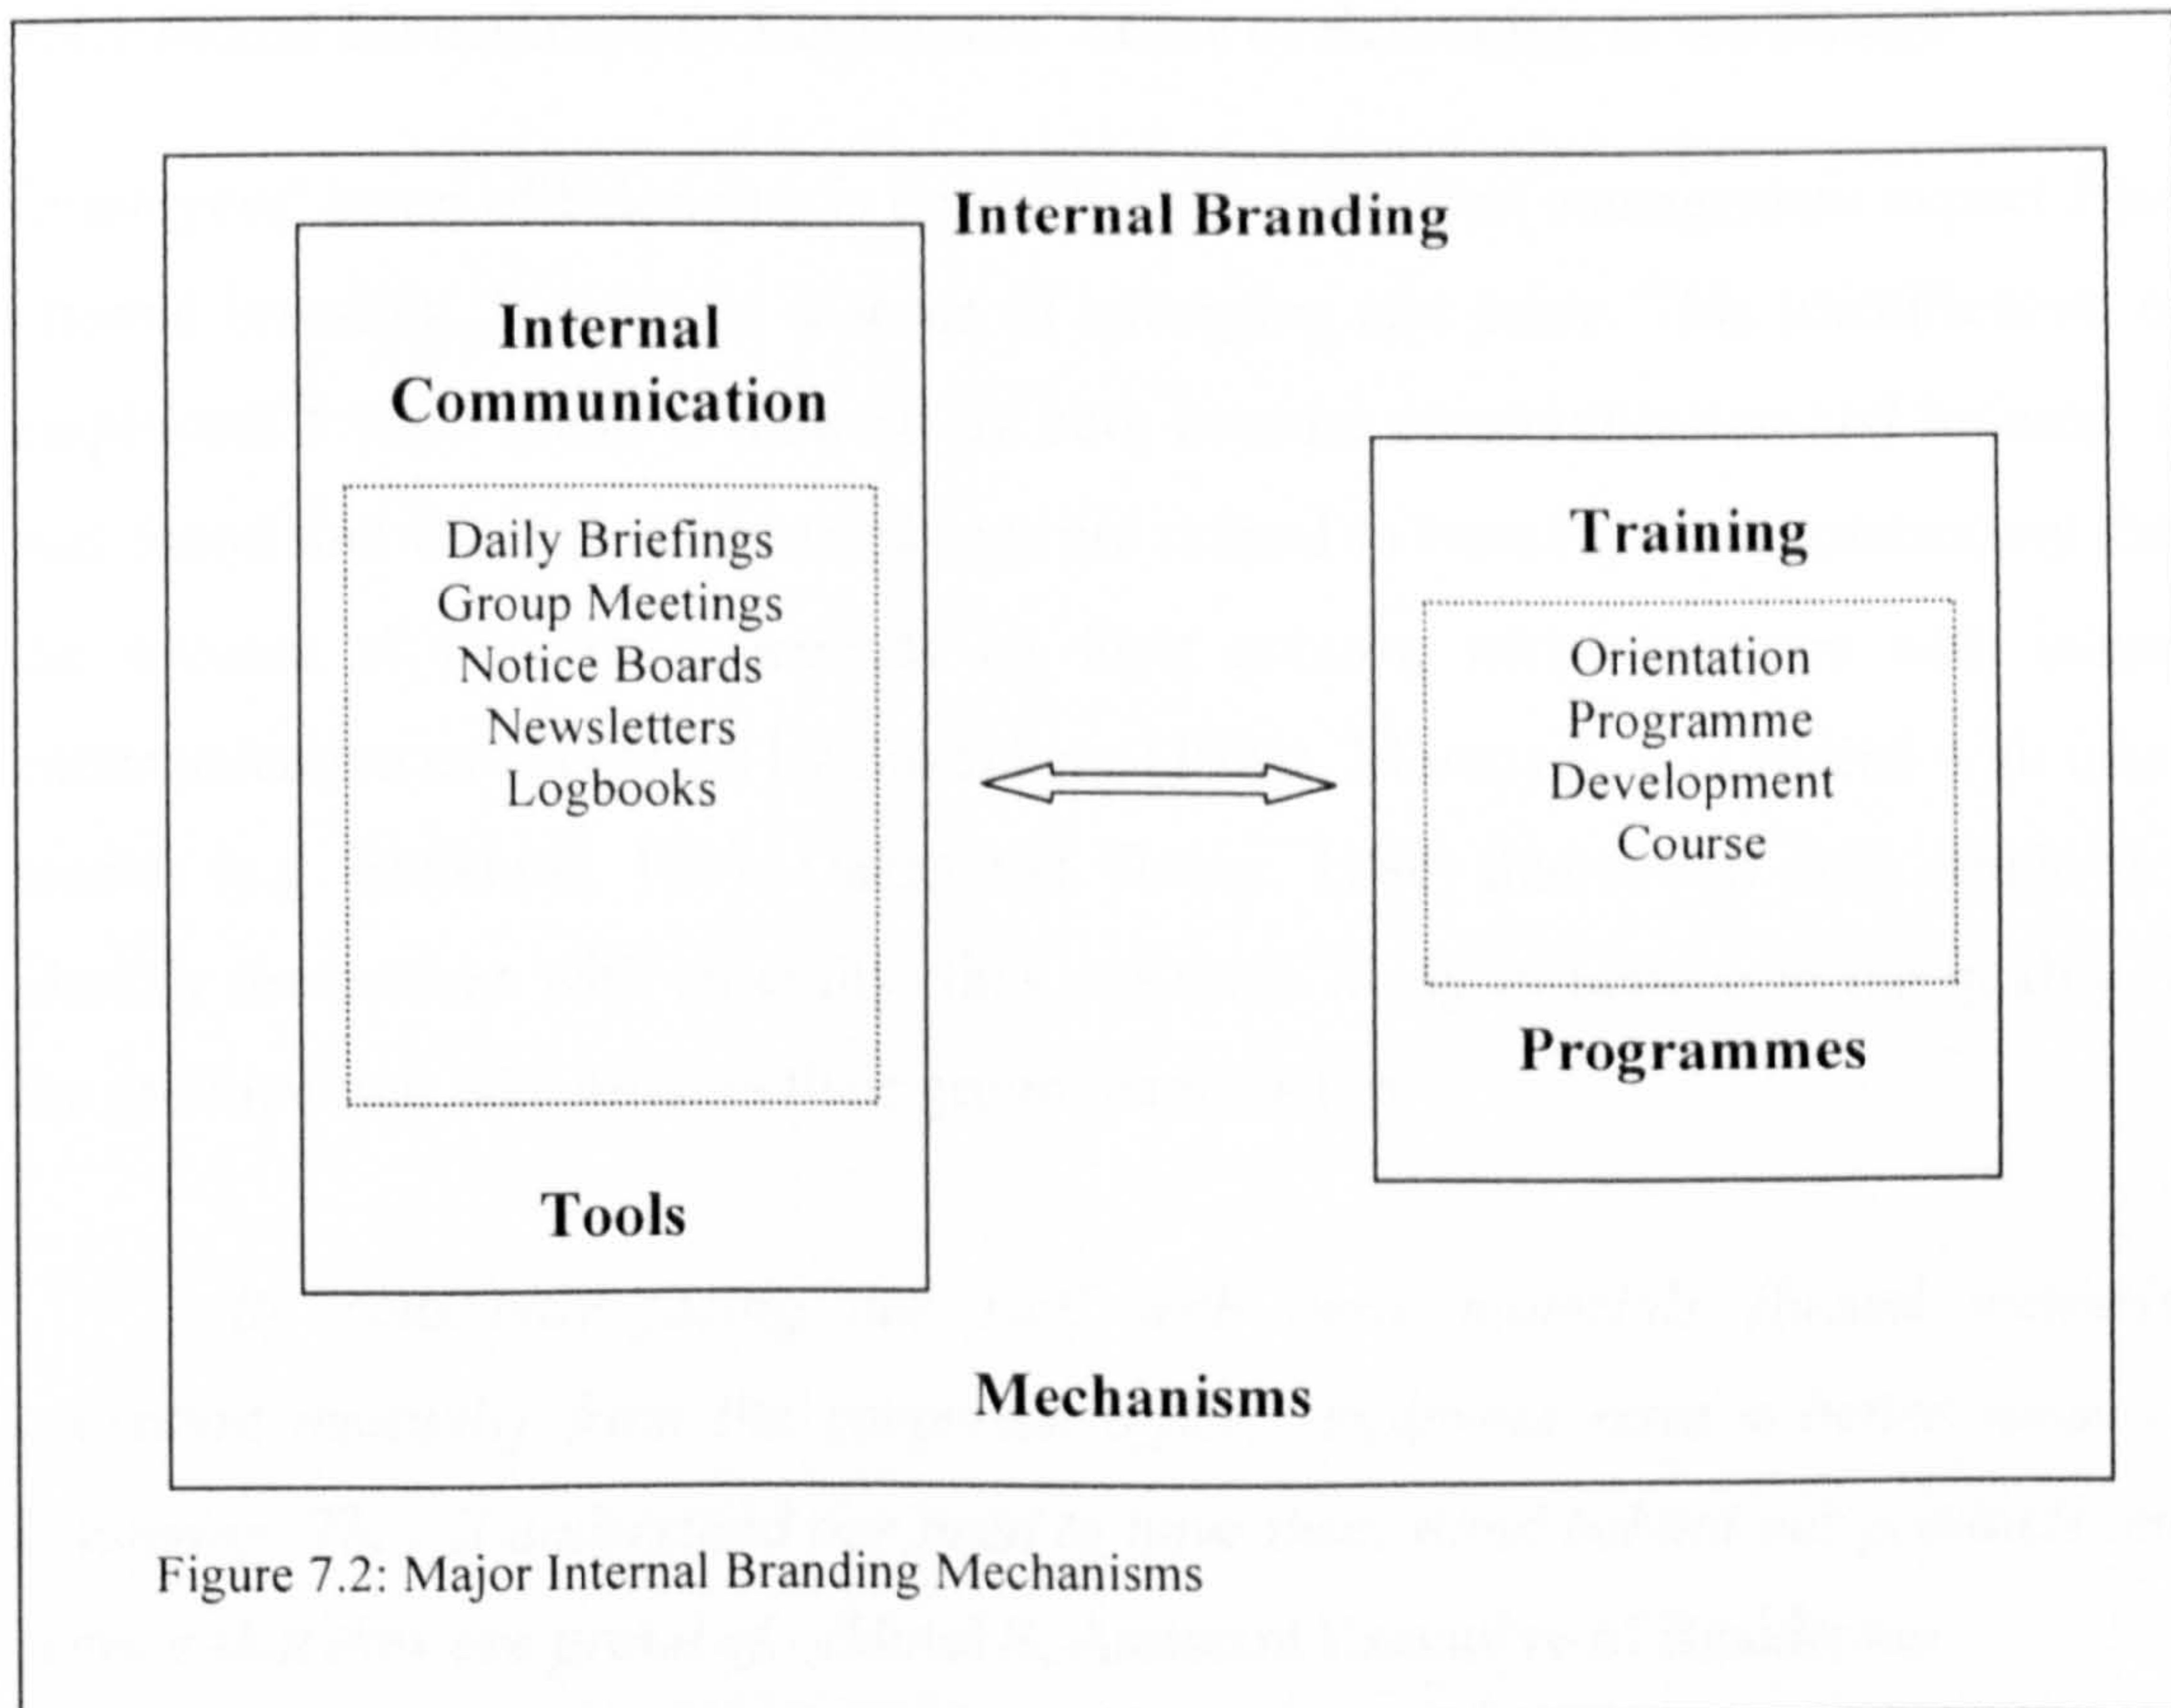 Internal Branding
Internal
Communication
Daily Briefings
Group Meetings
Notice Boards
Newsletters
Logbooks
Tools
Training
Orientation
Programme
Development
Course
Programmes
Mechanisms
Figure 7.2: Major Internal Branding Mechanisms